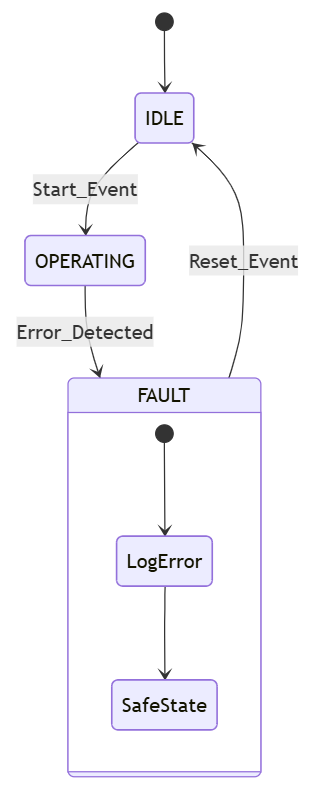 IDLE
Start_Event
OPERATING
Reset_Event
Error_Detected
FAULT
LogError
SafeState